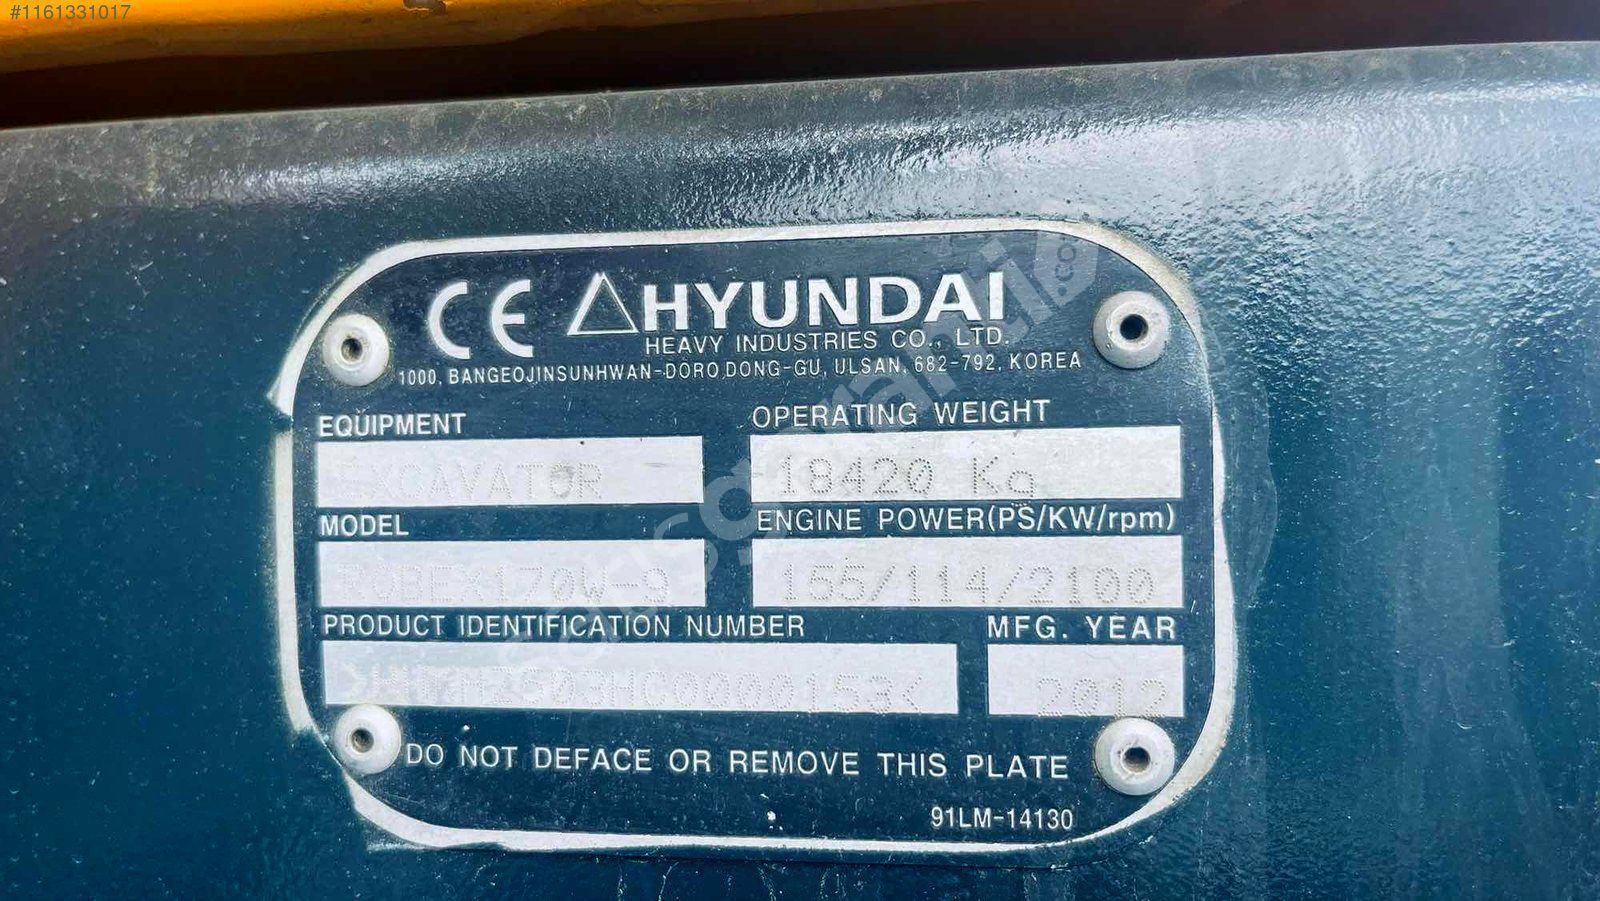 #1161331017
CE HYUNDAI
HEAVY INDUSTRIES CO., LTD.
1000, BANGEOJINSUNHWAN-DORO,DONG-GU, ULSAN, 682-792, KOREA
EQUIPMENT
OPERATING WEIGHT
EXCAVATOR
18420 Kg
MODEL
ENGINE POWER(PS/KW/rpm)
ROBEX170W-9
155/114/2100
PRODUCT IDENTIFICATION NUMBER
MFG. YEAR
2012
DO NOT DEFACE OR REMOVE THIS PLATE
91LM-14130